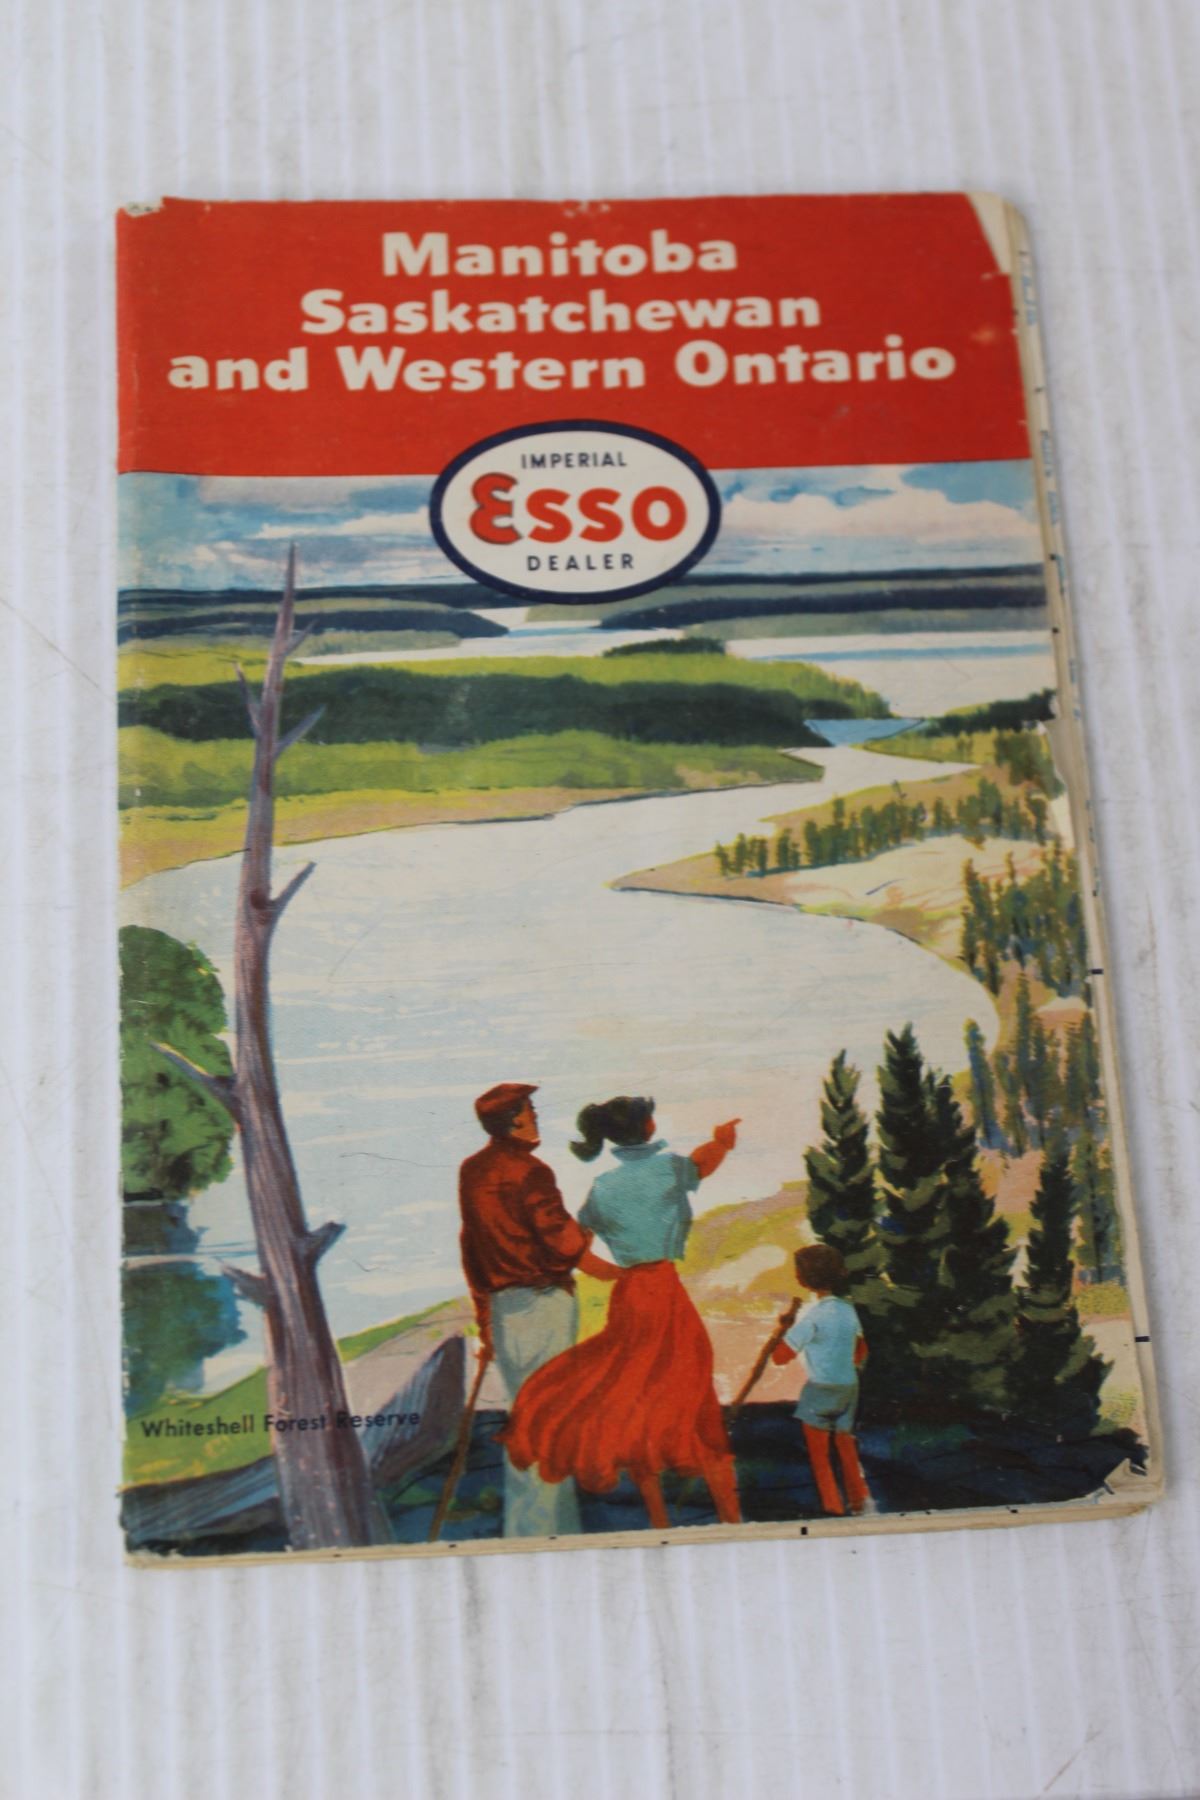 Manitoba
Saskatchewan
and Western Ontario
IMPERIAL
Esso
DEALER
Whiteshell Forest Reserve